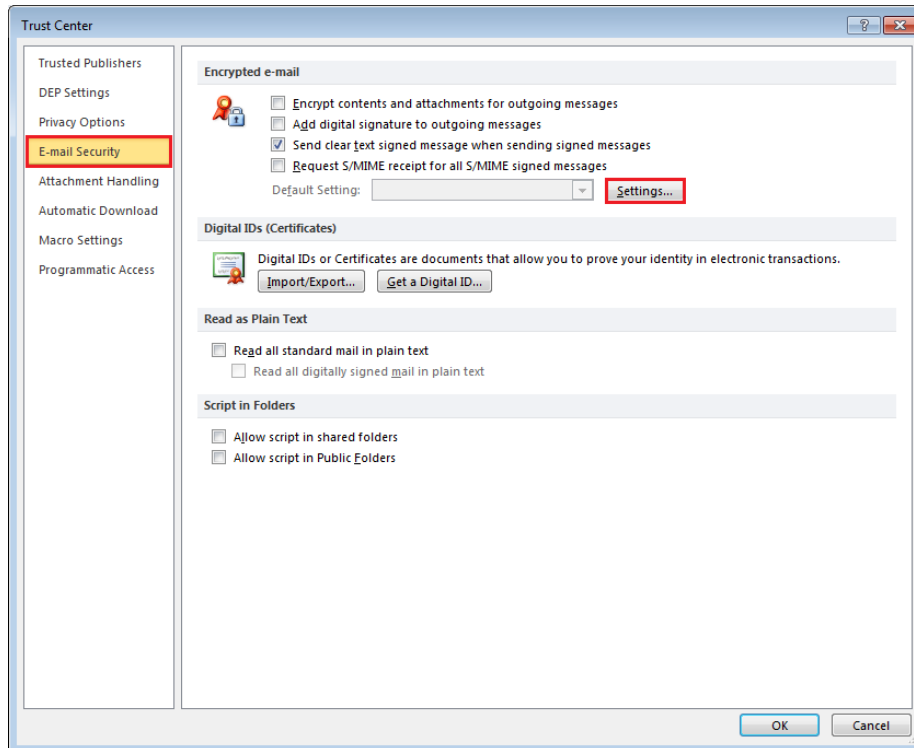 Trust Center
Trusted Publishers
DEP Settings
Privacy Options
E-mail Security
Attachment Handling
Automatic Download
Macro Settings
Programmatic Access
Encrypted e-mail
Encrypt contents and attachments for outgoing messages
Add digital signature to outgoing messages
Send clear text signed message when sending signed messages
Request S/MIME receipt for all S/MIME signed messages
Default Setting:
Settings...
Digital IDs (Certificates)
Digital IDs or Certificates are documents that allow you to prove your identity in electronic transactions.
Import/Export... Get a Digital ID...
Read as Plain Text
Read all standard mail in plain text
Read all digitally signed mail in plain text
Script in Folders
Allow script in shared folders
Allow script in Public Folders
OK Cancel